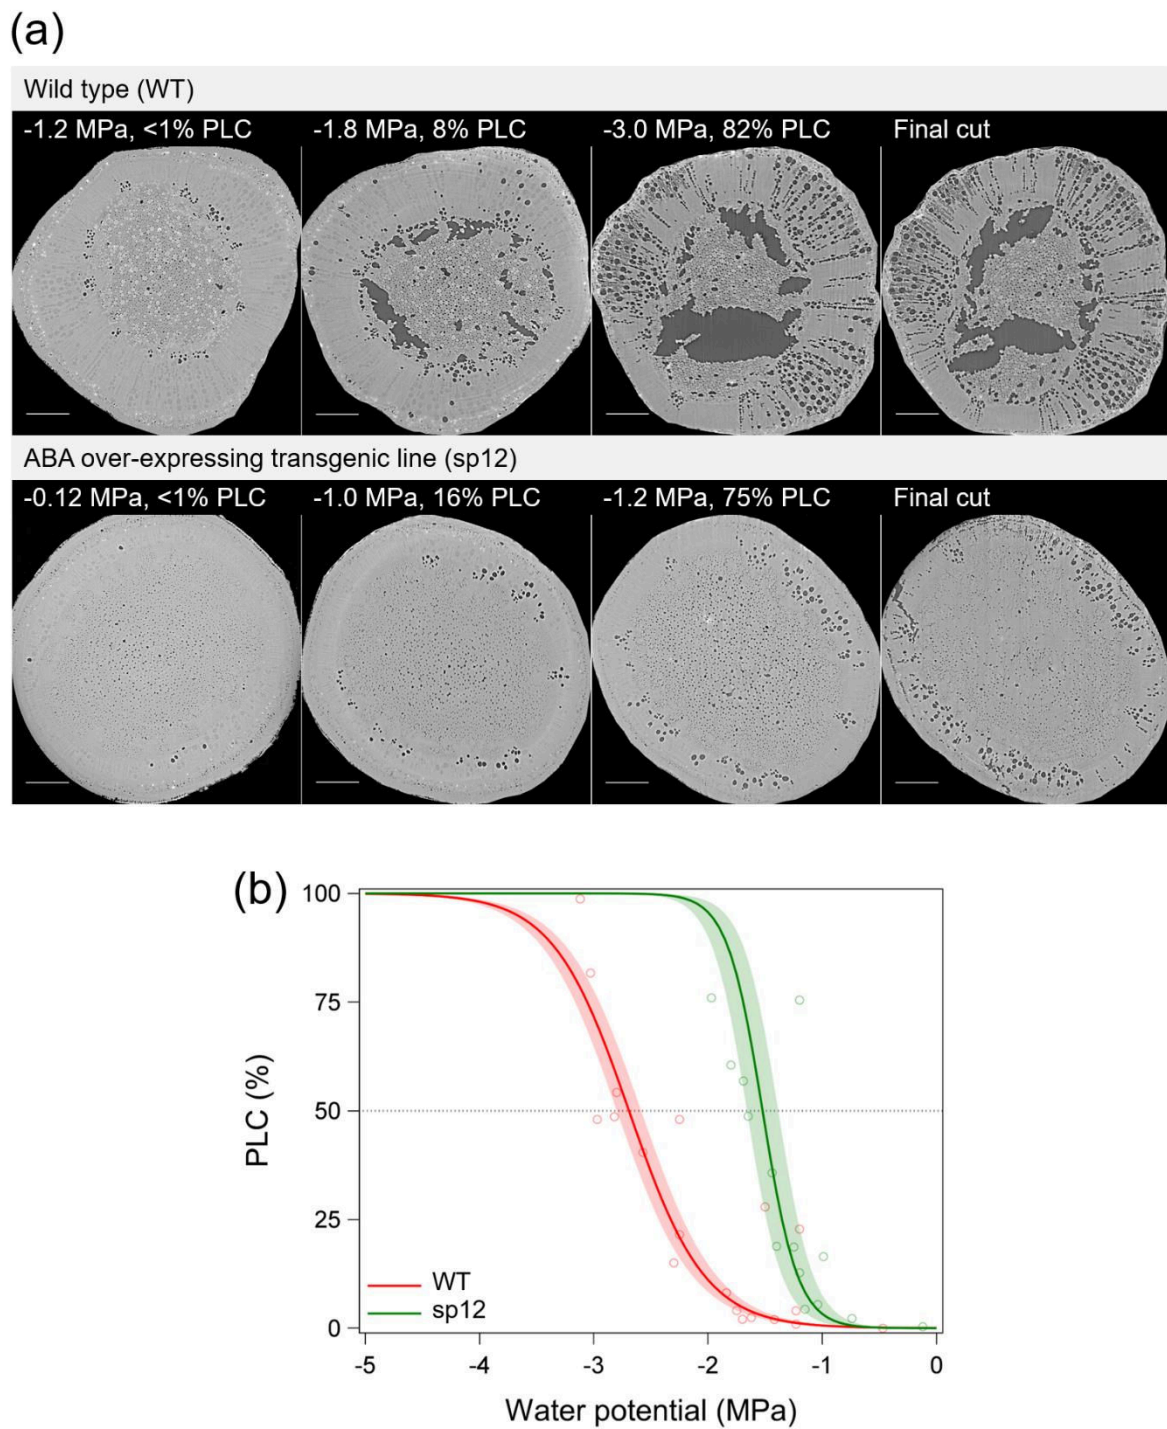 (a)
Wild type (WT)
-1.2 MPa, <1% PLC
-1.8 MPa, 8% PLC
-3.0 MPa, 82% PLC
Final cut
ABA over-expressing transgenic line (sp12)
-0.12 MPa, <1% PLC
-1.0 MPa, 16% PLC
-1.2 MPa, 75% PLC
Final cut
(b)
100
75
50
25
0
PLC (%)
WT
sp12
-5
-4
-3
-2
-1
0
Water potential (MPa)